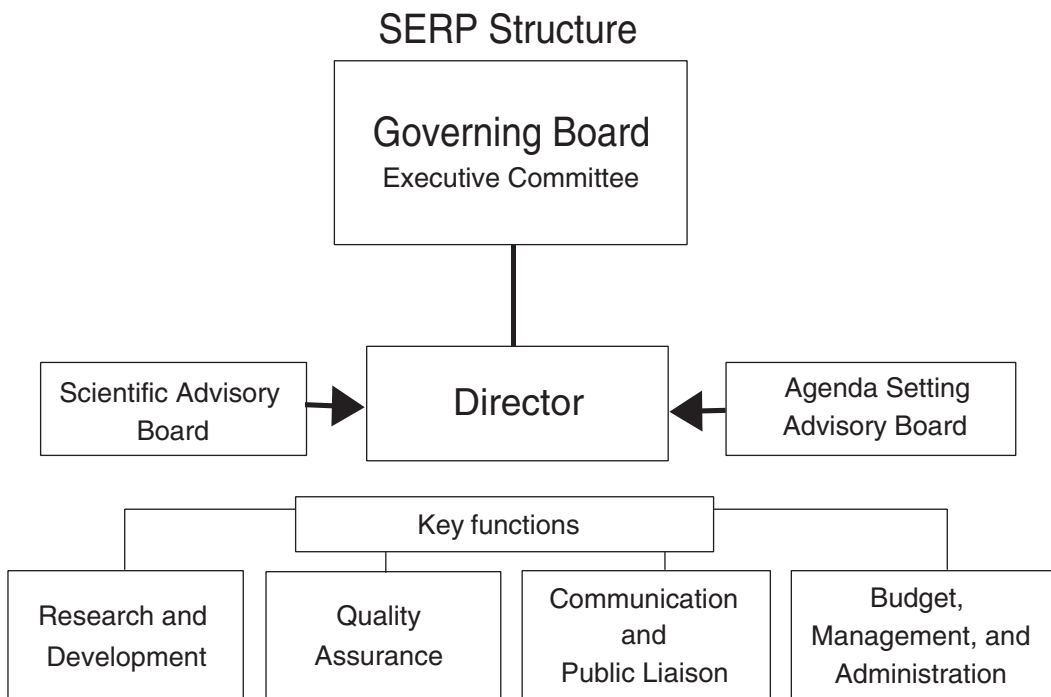 SERP Structure
Governing Board
Executive Committee
Scientific Advisory
Board
Director
Agenda Setting
Advisory Board
Key functions
Research and
Development
Quality
Assurance
Communication
and
Public Liaison
Budget,
Management, and
Administration